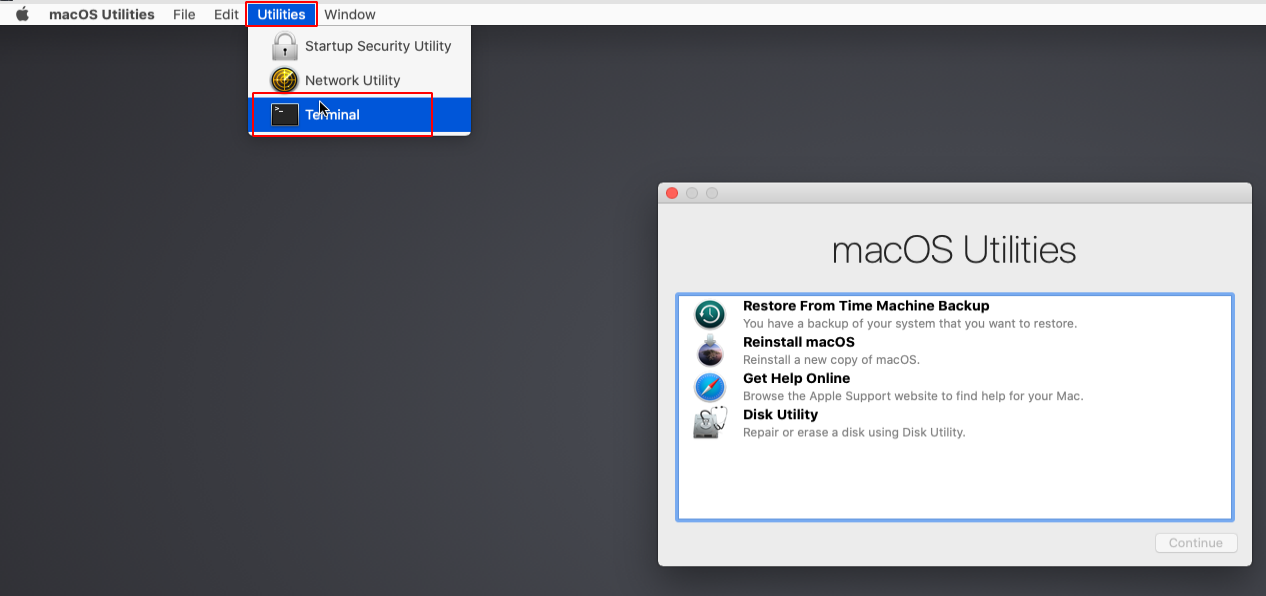 macOS Utilities File Edit Utilities Window
Startup Security Utility
Network Utility
Terminal
macOS Utilities
Restore From Time Machine Backup
You have a backup of your system that you want to restore.
Reinstall macOS
Reinstall a new copy of macOS.
Get Help Online
Browse the Apple Support website to find help for your Mac.
Disk Utility
Repair or erase a disk using Disk Utility.
Continue